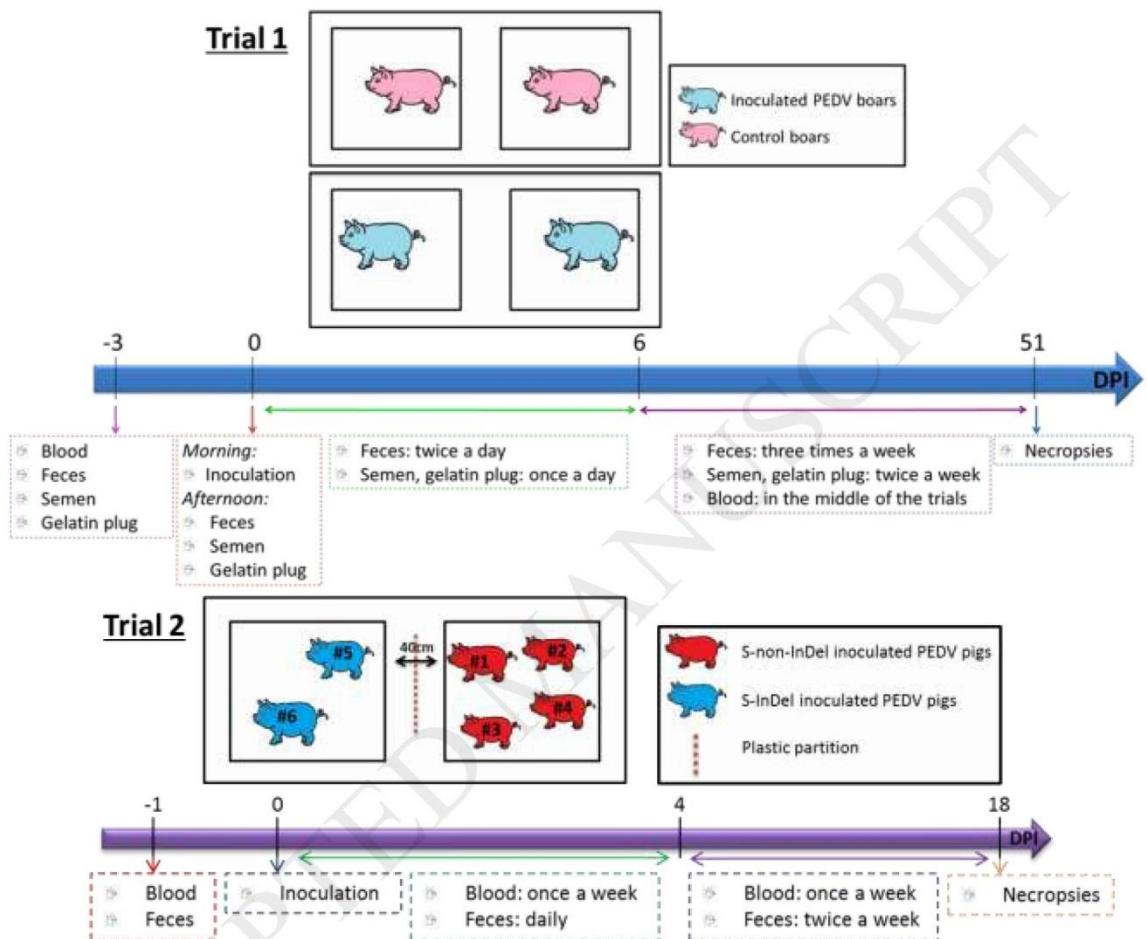 Trial 1
Inoculated PEDV boars
Control boars
-3
0
6
51
DPI
Blood
Feces
Semen
Gelatin plug
Morning:
Inoculation
Afternoon:
Feces
Semen
Gelatin plug
Feces: twice a day
Semen, gelatin plug: once a day
Feces: three times a week
Semen, gelatin plug: twice a week
Blood: in the middle of the trials
Necropsies
Trial 2
#5
#6
40cm
#1
#2
#3
#4
S-non-InDel inoculated PEDV pigs
S-InDel inoculated PEDV pigs
Plastic partition
-1
0
4
18
DPI
Blood
Feces
Inoculation
Blood: once a week
Feces: daily
Blood: once a week
Feces: twice a week
Necropsies
PTED MANUSCRIPT